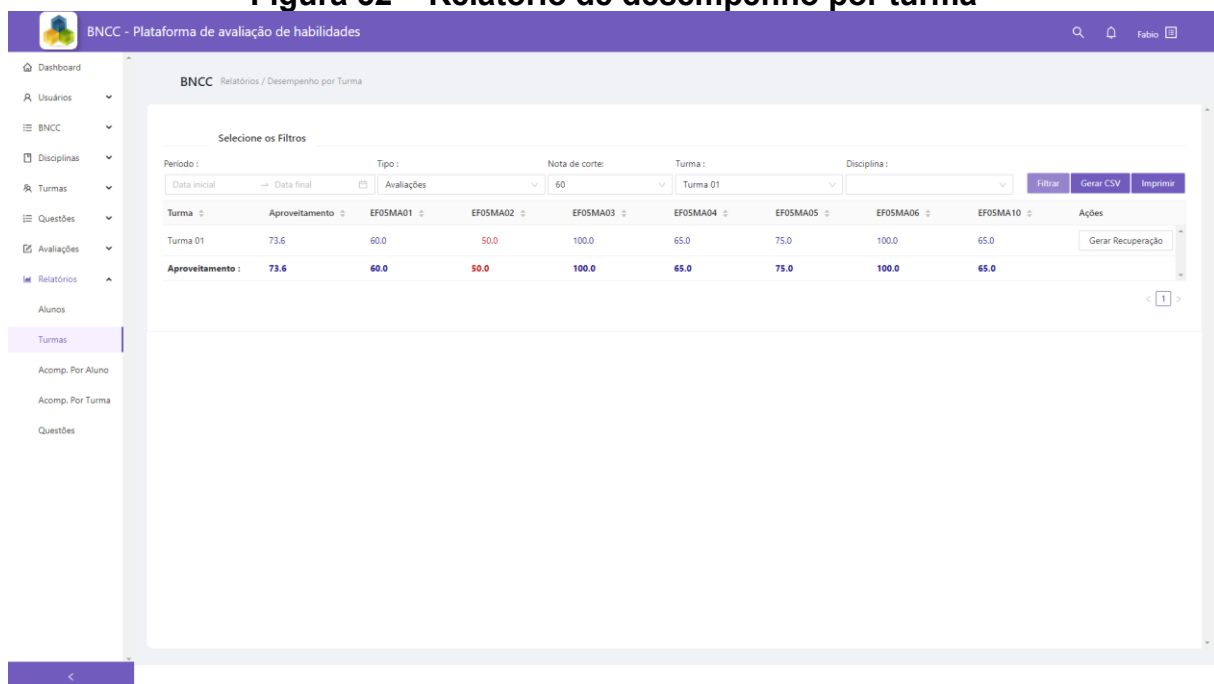 Figura 52 – Relatório de desempenho por turma
BNCC - Plataforma de avaliação de habilidades
Fabio
Dashboard
Usuários
BNCC
Disciplinas
Turmas
Questões
Avaliações
Relatórios
Alunos
Turmas
Acomp. Por Aluno
Acomp. Por Turma
Questões
BNCC Relatórios / Desempenho por Turma
Selecione os Filtros
Período : Tipo : Nota de corte: Turma : Disciplina :
Data inicial → Data final Avaliações 60 Turma 01 Filtrar Gerar CSV Imprimir
Turma Aproveitamento EF05MA01 EF05MA02 EF05MA03 EF05MA04 EF05MA05 EF05MA06 EF05MA10 Ações
Turma 01 73.6 60.0 50.0 100.0 65.0 75.0 100.0 65.0 Gerar Recuperação
Aproveitamento : 73.6 60.0 50.0 100.0 65.0 75.0 100.0 65.0
< 1 >
<